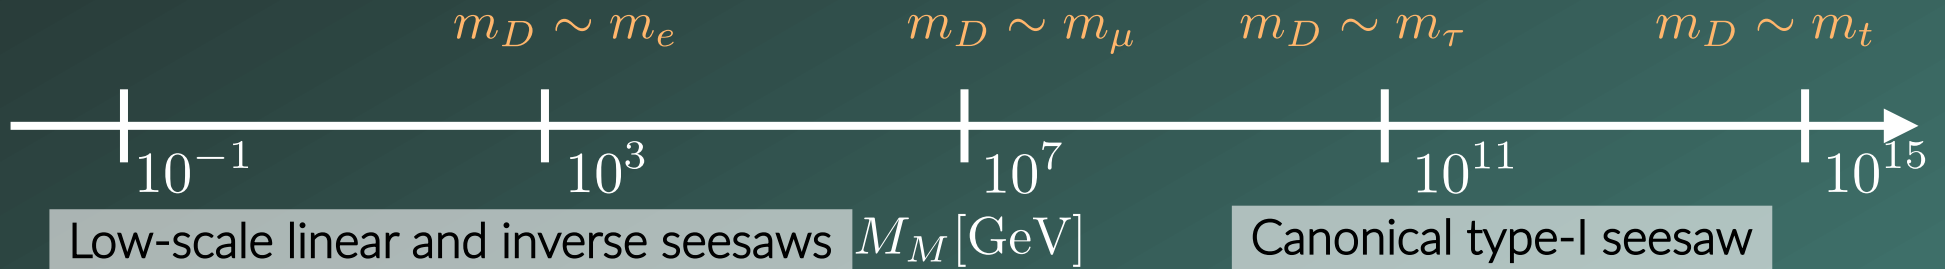 m_D ∼ m_e m_D ∼ m_μ m_D ∼ m_τ m_D ∼ m_t
10^{-1} 10^3 10^7 10^{11} 10^{15}
Low-scale linear and inverse seesaws M_M[GeV] Canonical type-I seesaw